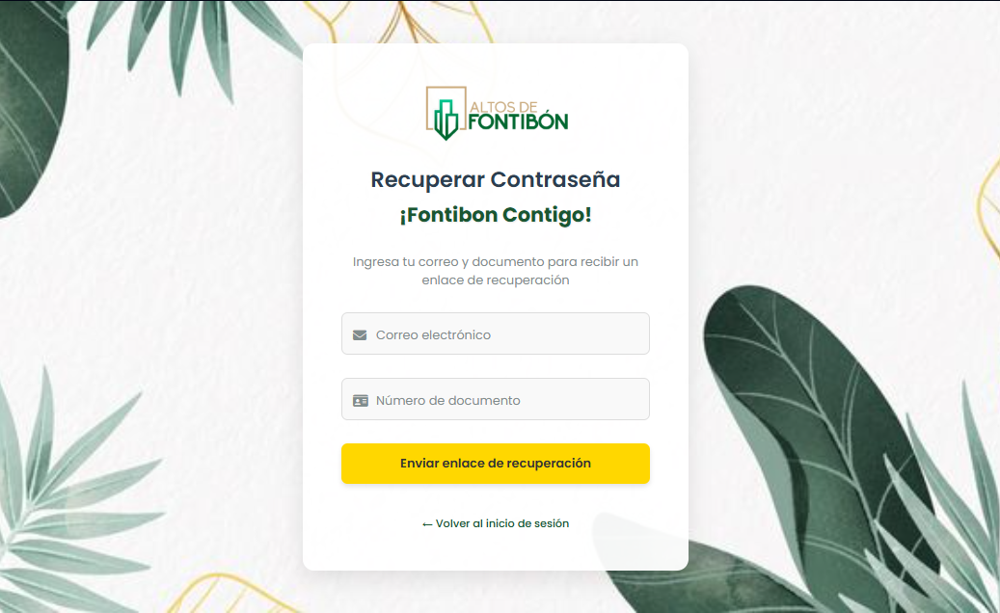 ALTOS DE
FONTIBÓN
Recuperar Contraseña
¡Fontibon Contigo!
Ingresa tu correo y documento para recibir un
enlace de recuperación
Correo electrónico
Número de documento
Enviar enlace de recuperación
← Volver al inicio de sesión